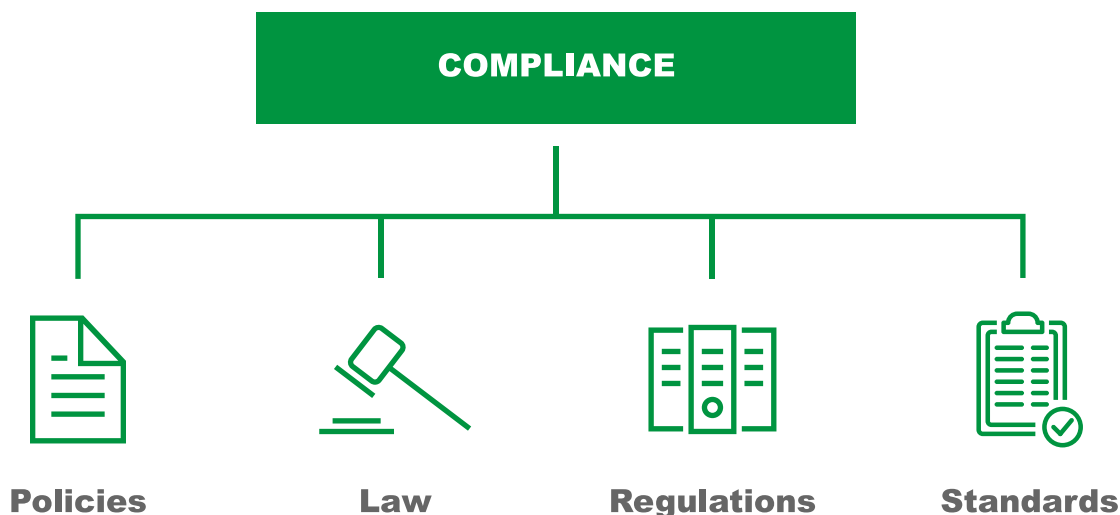 COMPLIANCE
Policies
Law
Regulations
Standards